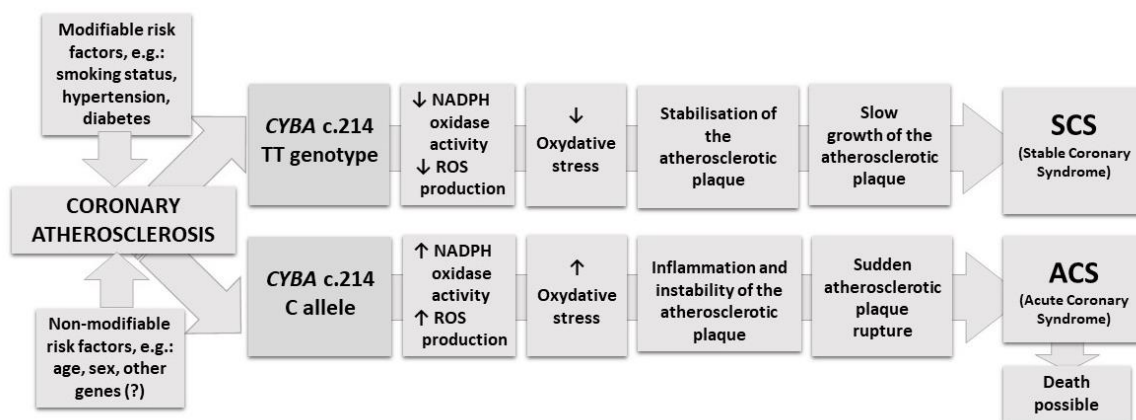 Modifiable risk
factors, e.g.:
smoking status,
hypertension,
diabetes
CORONARY
ATHEROSCLEROSIS
Non-modifiable
risk factors, e.g.:
age, sex, other
genes (?)
CYBA c.214
TT genotype
↓ NADPH
oxidase
activity
↓ ROS
production
↓
Oxydative
stress
Stabilisation of
the
atherosclerotic
plaque
Slow
growth of the
atherosclerotic
plaque
SCS
(Stable Coronary
Syndrome)
CYBA c.214
C allele
↑ NADPH
oxidase
activity
↑ ROS
production
↑
Oxydative
stress
Inflammation and
instability of the
atherosclerotic
plaque
Sudden
atherosclerotic
plaque
rupture
ACS
(Acute Coronary
Syndrome)
Death
possible